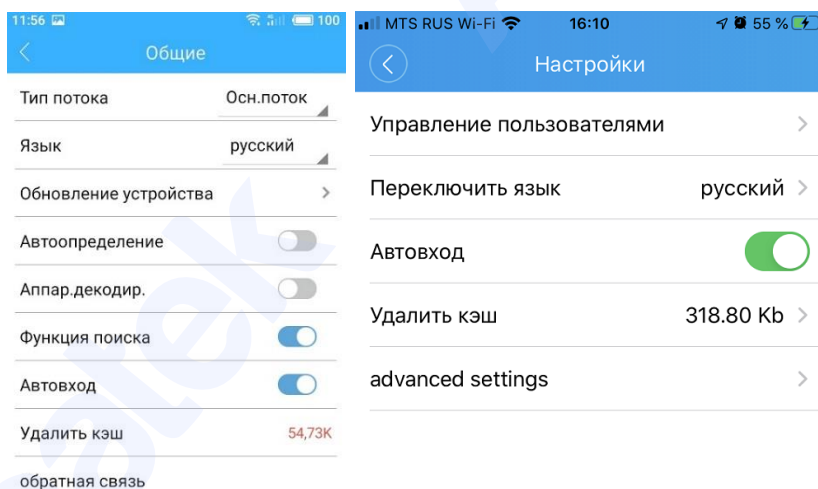 11:56 100
Общие
Тип потока Осн.поток
Язык русский
Обновление устройства
Автоопределение
Аппар.декодир.
Функция поиска
Автовход
Удалить кэш 54,73K
обратная связь
MTS RUS Wi-Fi 16:10 55 %
Настройки
Управление пользователями
Переключить язык русский
Автовход
Удалить кэш 318.80 Kb
advanced settings